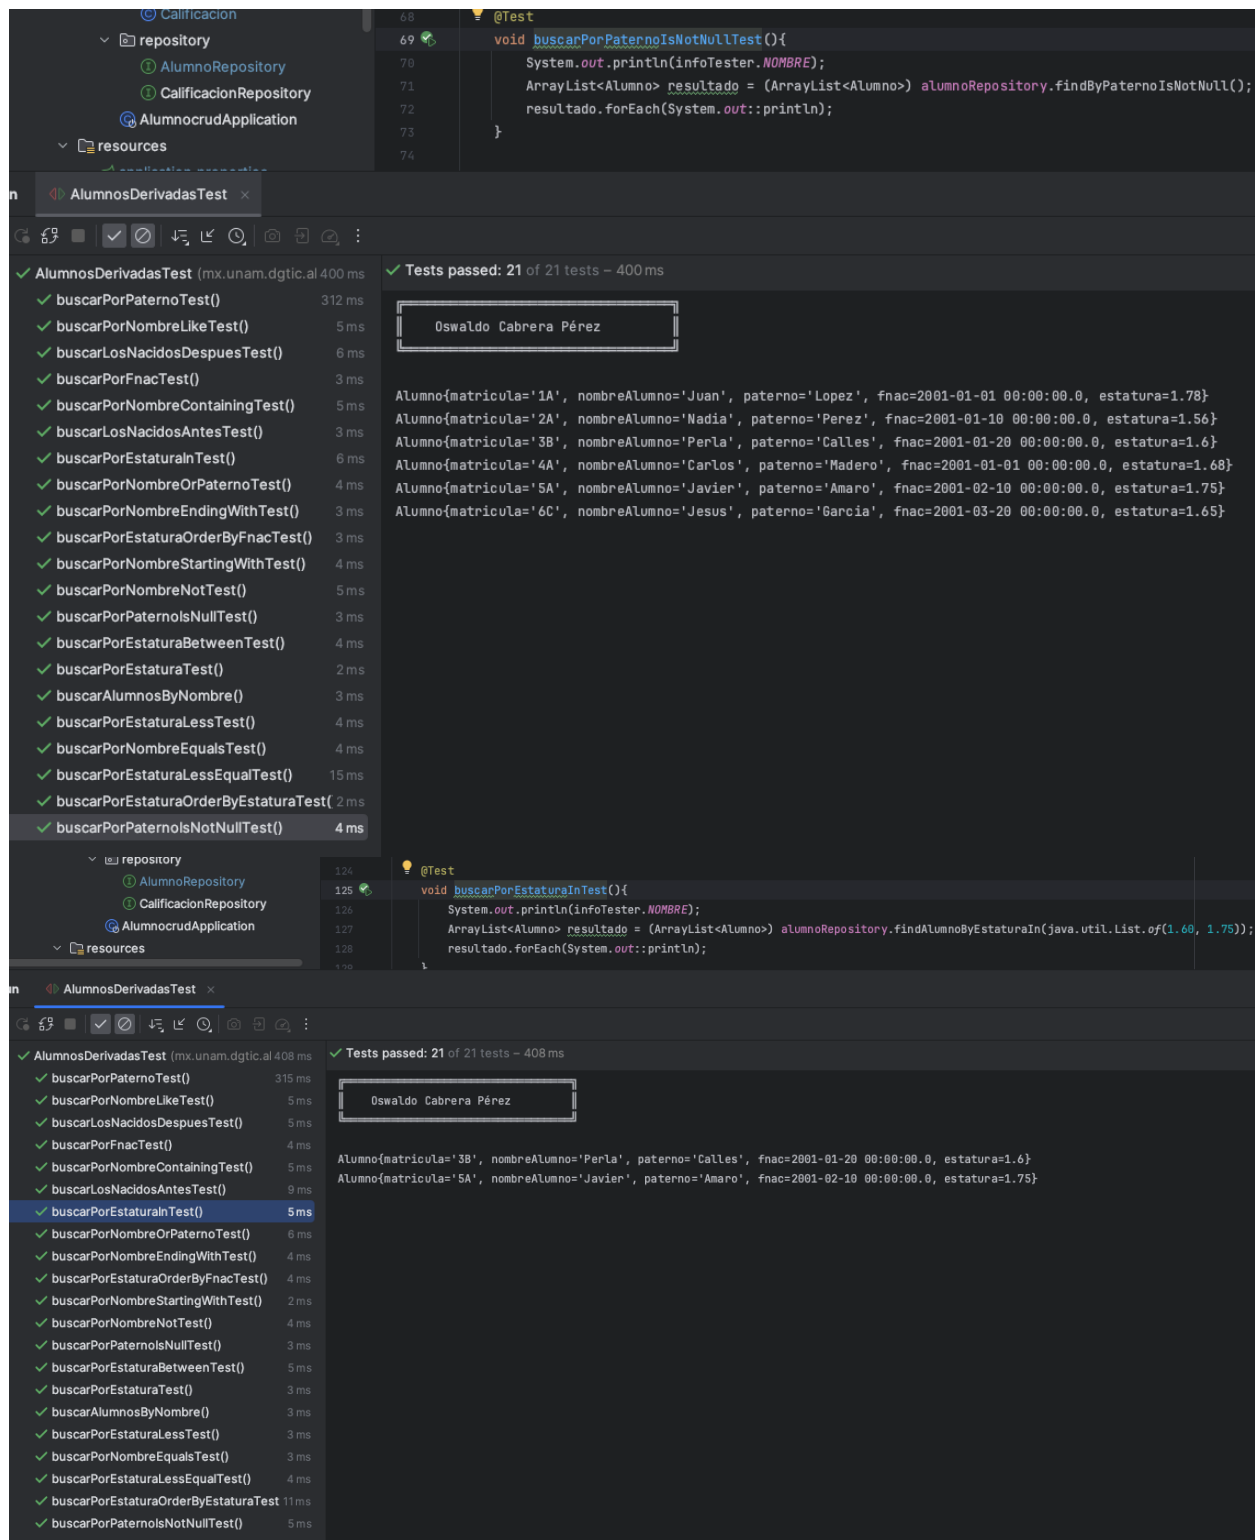 Calificacion
repository
AlumnoRepository
CalificacionRepository
AlumnocrudApplication
resources
application.properties
68 @Test
69 void buscarPorPaternoIsNotNullTest(){
70 System.out.println(infoTester.NOMBRE);
71 ArrayList<Alumno> resultado = (ArrayList<Alumno>) alumnoRepository.findByPaternoIsNotNull();
72 resultado.forEach(System.out::println);
73 }
74
n AlumnosDerivadasTest ×
AlumnosDerivadasTest (mx.unam.dgtic.al 400 ms
buscarPorPaternoTest() 312 ms
buscarPorNombreLikeTest() 5 ms
buscarLosNacidosDespuesTest() 6 ms
buscarPorFnacTest() 3 ms
buscarPorNombreContainingTest() 5 ms
buscarLosNacidosAntesTest() 3 ms
buscarPorEstaturaInTest() 6 ms
buscarPorNombreOrPaternoTest() 4 ms
buscarPorNombreEndingWithTest() 3 ms
buscarPorEstaturaOrderByFnacTest() 3 ms
buscarPorNombreStartingWithTest() 4 ms
buscarPorNombreNotTest() 5 ms
buscarPorPaternoIsNullTest() 3 ms
buscarPorEstaturaBetweenTest() 4 ms
buscarPorEstaturaTest() 2 ms
buscarAlumnosByNombre() 3 ms
buscarPorEstaturaLessTest() 4 ms
buscarPorNombreEqualsTest() 4 ms
buscarPorEstaturaLessEqualTest() 15 ms
buscarPorEstaturaOrderByEstaturaTest( 2 ms
buscarPorPaternoIsNotNullTest() 4 ms
Tests passed: 21 of 21 tests – 400 ms
Oswaldo Cabrera Pérez
Alumno{matricula='1A', nombreAlumno='Juan', paterno='Lopez', fnac=2001-01-01 00:00:00.0, estatura=1.78}
Alumno{matricula='2A', nombreAlumno='Nadia', paterno='Perez', fnac=2001-01-10 00:00:00.0, estatura=1.56}
Alumno{matricula='3B', nombreAlumno='Perla', paterno='Calles', fnac=2001-01-20 00:00:00.0, estatura=1.6}
Alumno{matricula='4A', nombreAlumno='Carlos', paterno='Madero', fnac=2001-01-01 00:00:00.0, estatura=1.68}
Alumno{matricula='5A', nombreAlumno='Javier', paterno='Amaro', fnac=2001-02-10 00:00:00.0, estatura=1.75}
Alumno{matricula='6C', nombreAlumno='Jesus', paterno='Garcia', fnac=2001-03-20 00:00:00.0, estatura=1.65}
repository
AlumnoRepository
CalificacionRepository
AlumnocrudApplication
resources
124 @Test
125 void buscarPorEstaturaInTest(){
126 System.out.println(infoTester.NOMBRE);
127 ArrayList<Alumno> resultado = (ArrayList<Alumno>) alumnoRepository.findAlumnoByEstaturaIn(java.util.List.of(1.60, 1.75));
128 resultado.forEach(System.out::println);
129 }
un AlumnosDerivadasTest ×
AlumnosDerivadasTest (mx.unam.dgtic.al 408 ms
buscarPorPaternoTest() 315 ms
buscarPorNombreLikeTest() 5 ms
buscarLosNacidosDespuesTest() 5 ms
buscarPorFnacTest() 4 ms
buscarPorNombreContainingTest() 5 ms
buscarLosNacidosAntesTest() 9 ms
buscarPorEstaturaInTest() 5 ms
buscarPorNombreOrPaternoTest() 6 ms
buscarPorNombreEndingWithTest() 4 ms
buscarPorEstaturaOrderByFnacTest() 4 ms
buscarPorNombreStartingWithTest() 2 ms
buscarPorNombreNotTest() 4 ms
buscarPorPaternoIsNullTest() 3 ms
buscarPorEstaturaBetweenTest() 5 ms
buscarPorEstaturaTest() 3 ms
buscarAlumnosByNombre() 3 ms
buscarPorEstaturaLessTest() 3 ms
buscarPorNombreEqualsTest() 3 ms
buscarPorEstaturaLessEqualTest() 4 ms
buscarPorEstaturaOrderByEstaturaTest 11 ms
buscarPorPaternoIsNotNullTest() 5 ms
Tests passed: 21 of 21 tests – 408 ms
Oswaldo Cabrera Pérez
Alumno{matricula='3B', nombreAlumno='Perla', paterno='Calles', fnac=2001-01-20 00:00:00.0, estatura=1.6}
Alumno{matricula='5A', nombreAlumno='Javier', paterno='Amaro', fnac=2001-02-10 00:00:00.0, estatura=1.75}